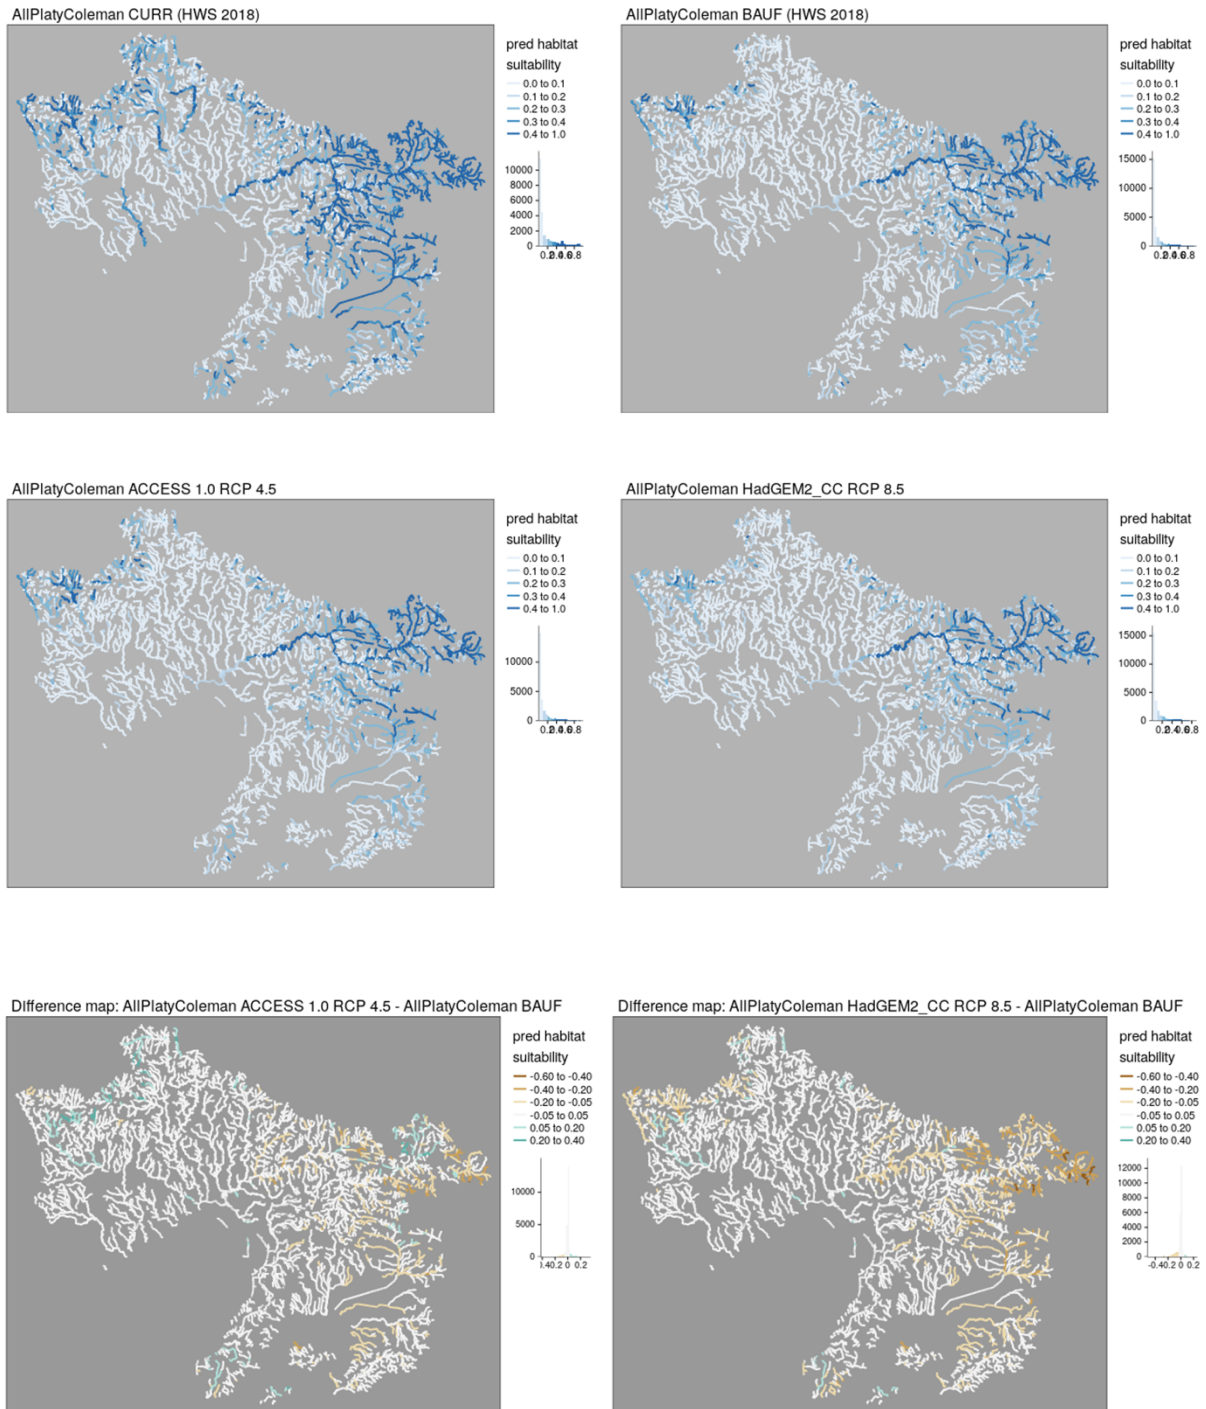 AllPlatyColeman CURR (HWS 2018)
pred habitat
suitability
0.0 to 0.1
0.1 to 0.2
0.2 to 0.3
0.3 to 0.4
0.4 to 1.0
10000
8000
6000
4000
2000
0
AllPlatyColeman BAUF (HWS 2018)
pred habitat
suitability
0.0 to 0.1
0.1 to 0.2
0.2 to 0.3
0.3 to 0.4
0.4 to 1.0
15000
10000
5000
0
AllPlatyColeman ACCESS 1.0 RCP 4.5
pred habitat
suitability
0.0 to 0.1
0.1 to 0.2
0.2 to 0.3
0.3 to 0.4
0.4 to 1.0
10000
5000
0
AllPlatyColeman HadGEM2_CC RCP 8.5
pred habitat
suitability
0.0 to 0.1
0.1 to 0.2
0.2 to 0.3
0.3 to 0.4
0.4 to 1.0
15000
10000
5000
0
Difference map: AllPlatyColeman ACCESS 1.0 RCP 4.5 - AllPlatyColeman BAUF
pred habitat
suitability
-0.60 to -0.40
-0.40 to -0.20
-0.20 to -0.05
-0.05 to 0.05
0.05 to 0.20
0.20 to 0.40
10000
5000
0
0 0.2
Difference map: AllPlatyColeman HadGEM2_CC RCP 8.5 - AllPlatyColeman BAUF
pred habitat
suitability
-0.60 to -0.40
-0.40 to -0.20
-0.20 to -0.05
-0.05 to 0.05
0.05 to 0.20
0.20 to 0.40
12000
10000
8000
6000
4000
2000
0
-0.40.2 0 0.2